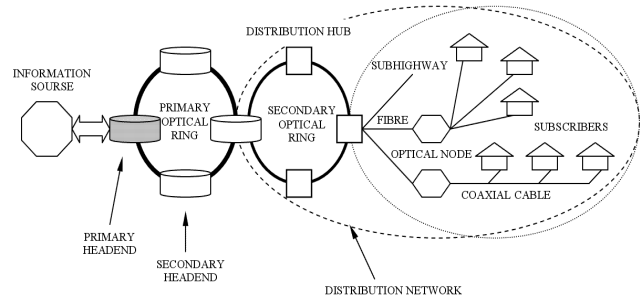 DISTRIBUTION HUB
INFORMATION
SOURSE
SUBHIGHWAY
PRIMARY
OPTICAL
RING
SECONDARY
OPTICAL
RING
FIBRE
SUBSCRIBERS
OPTICAL NODE
COAXIAL CABLE
PRIMARY
HEADEND
SECONDARY
HEADEND
DISTRIBUTION NETWORK